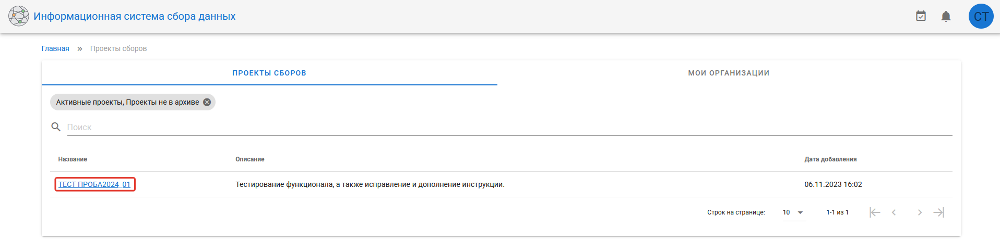 Информационная система сбора данных
СТ
Главная » Проекты сборов
ПРОЕКТЫ СБОРОВ МОИ ОРГАНИЗАЦИИ
Активные проекты, Проекты не в архиве
Поиск
Название Описание Дата добавления
ТЕСТ ПРОБА2024_01 Тестирование функционала, а также исправление и дополнение инструкции. 06.11.2023 16:02
Строк на странице: 10 1-1 из 1